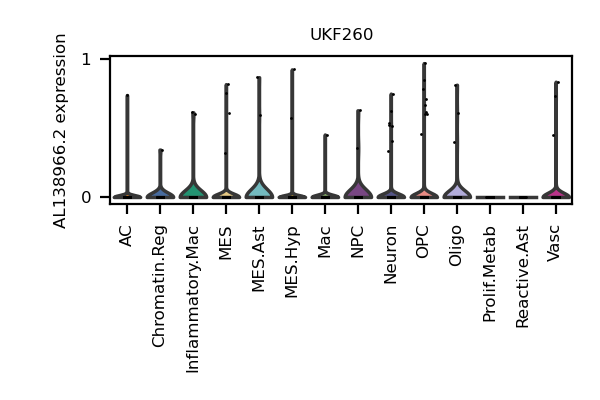 UKF260
AL138966.2 expression
1
0
AC
Chromatin.Reg
Inflammatory.Mac
MES
MES.Ast
MES.Hyp
Mac
NPC
Neuron
OPC
Oligo
Prolif.Metab
Reactive.Ast
Vasc